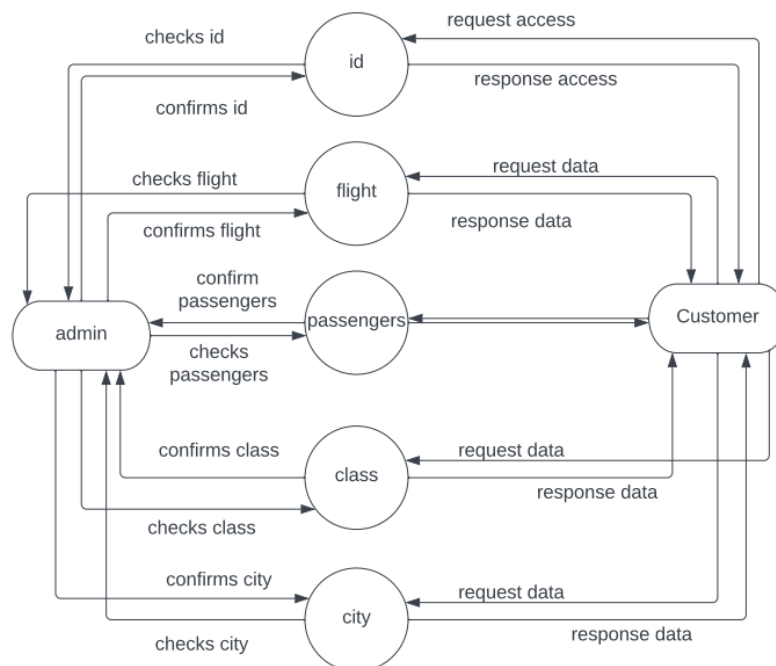 request access
checks id
id
response access
confirms id
request data
checks flight
flight
response data
confirms flight
confirm
passengers
passengers
Customer
admin
checks
passengers
confirms class
request data
class
response data
checks class
confirms city
request data
city
response data
checks city